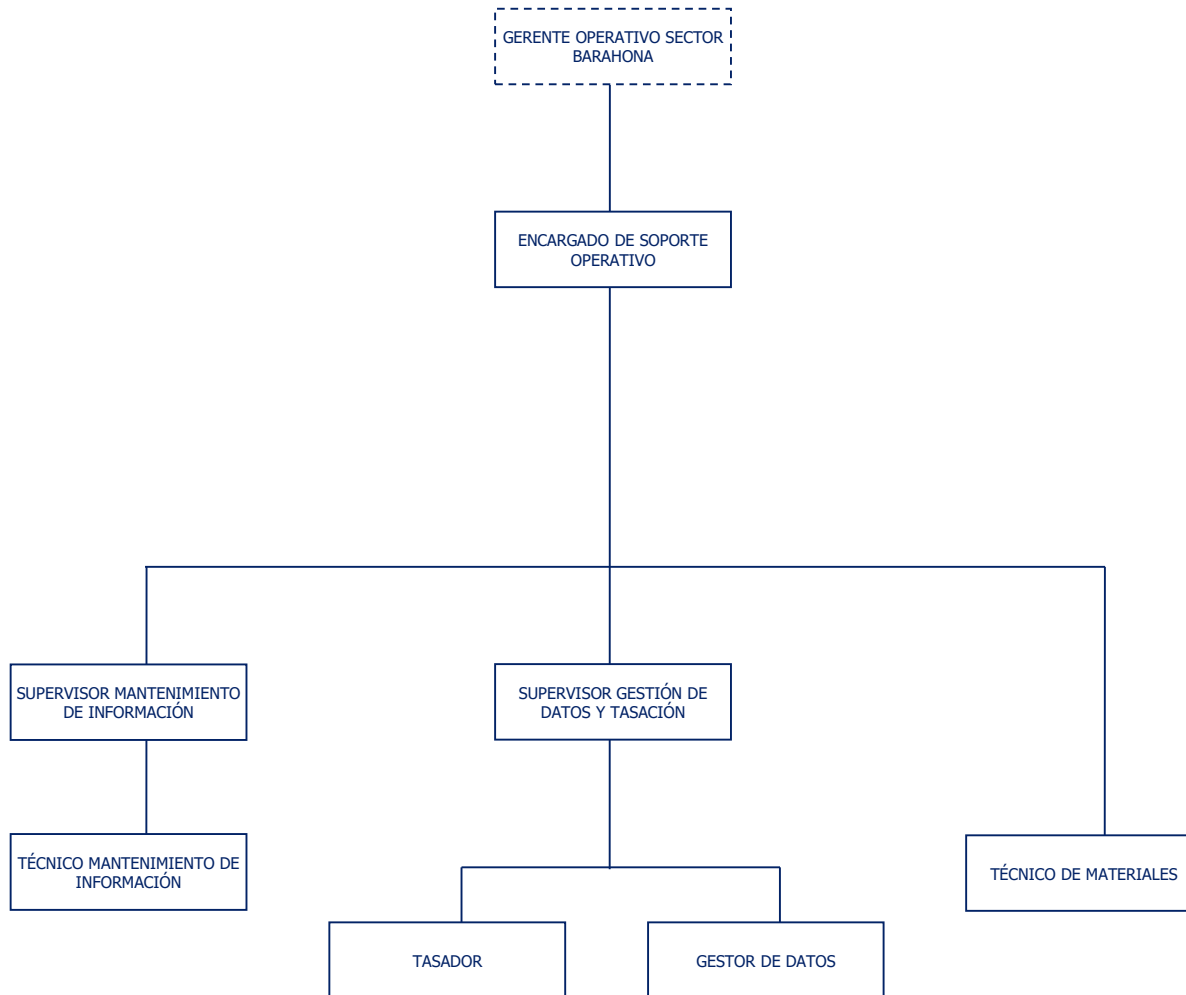 GERENTE OPERATIVO SECTOR
BARAHONA
ENCARGADO DE SOPORTE
OPERATIVO
SUPERVISOR MANTENIMIENTO
DE INFORMACIÓN
SUPERVISOR GESTIÓN DE
DATOS Y TASACIÓN
TÉCNICO MANTENIMIENTO DE
INFORMACIÓN
TÉCNICO DE MATERIALES
TASADOR
GESTOR DE DATOS